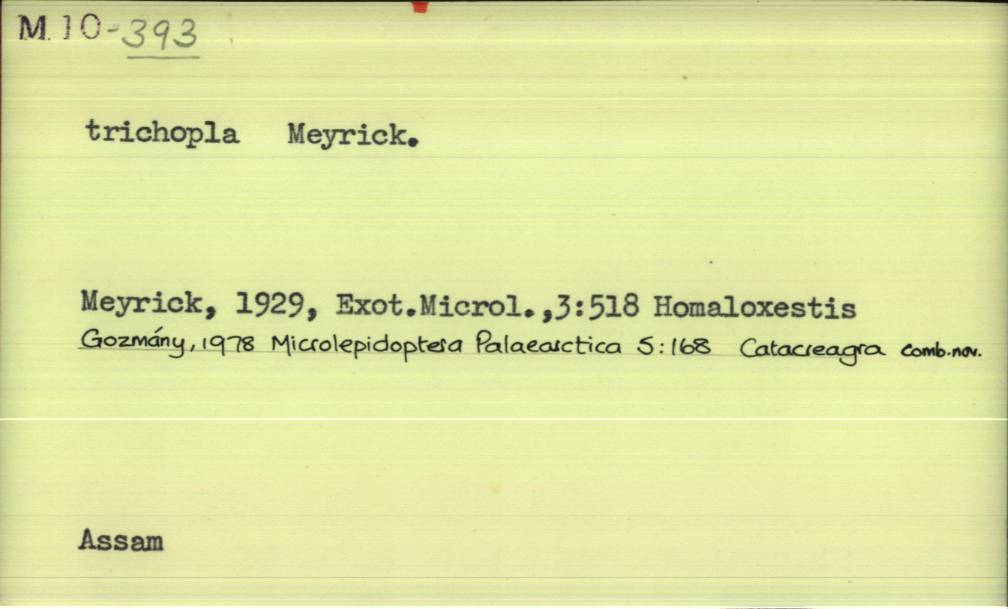 M. 10-393
trichopla Meyrick.
Meyrick, 1929, Exot.Microl.,3:518 Homaloxestis
Gozmány, 1978 Microlepidoptera Palaearctica 5:168 Catacreagra comb.nov.
Assam